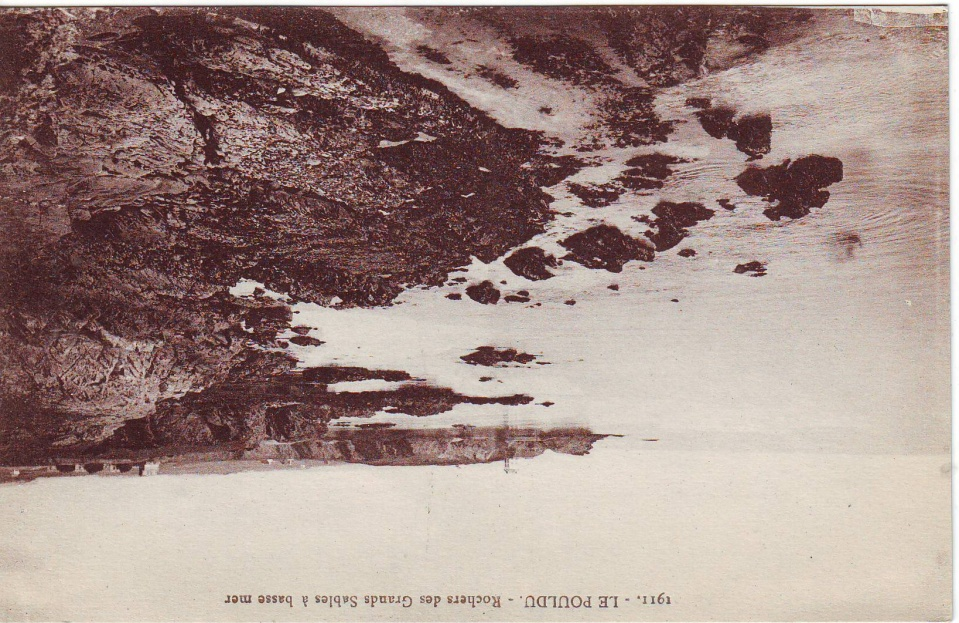 1911. - LE POULDU. - Rochers des Grands Sables à basse mer